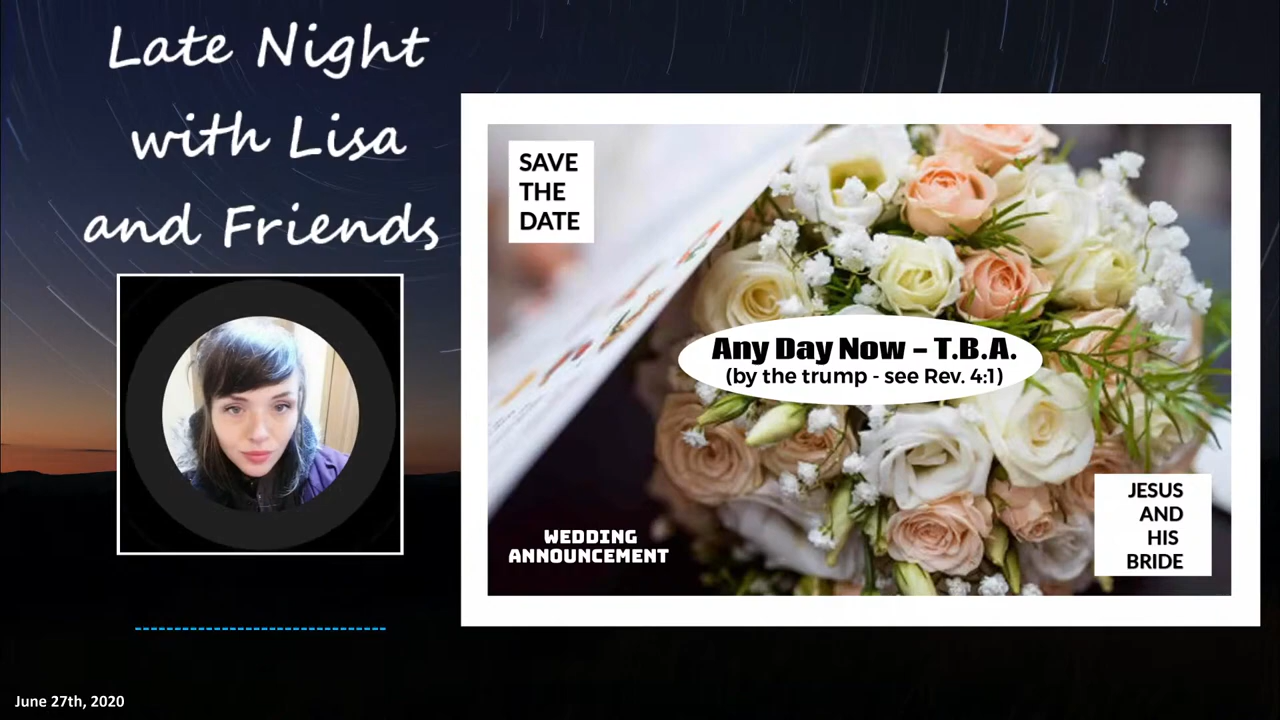 Late Night
with Lisa
and Friends
SAVE
THE
DATE
Any Day Now – T.B.A.
(by the trump - see Rev. 4:1)
WEDDING
ANNOUNCEMENT
JESUS
AND
HIS
BRIDE
June 27th, 2020